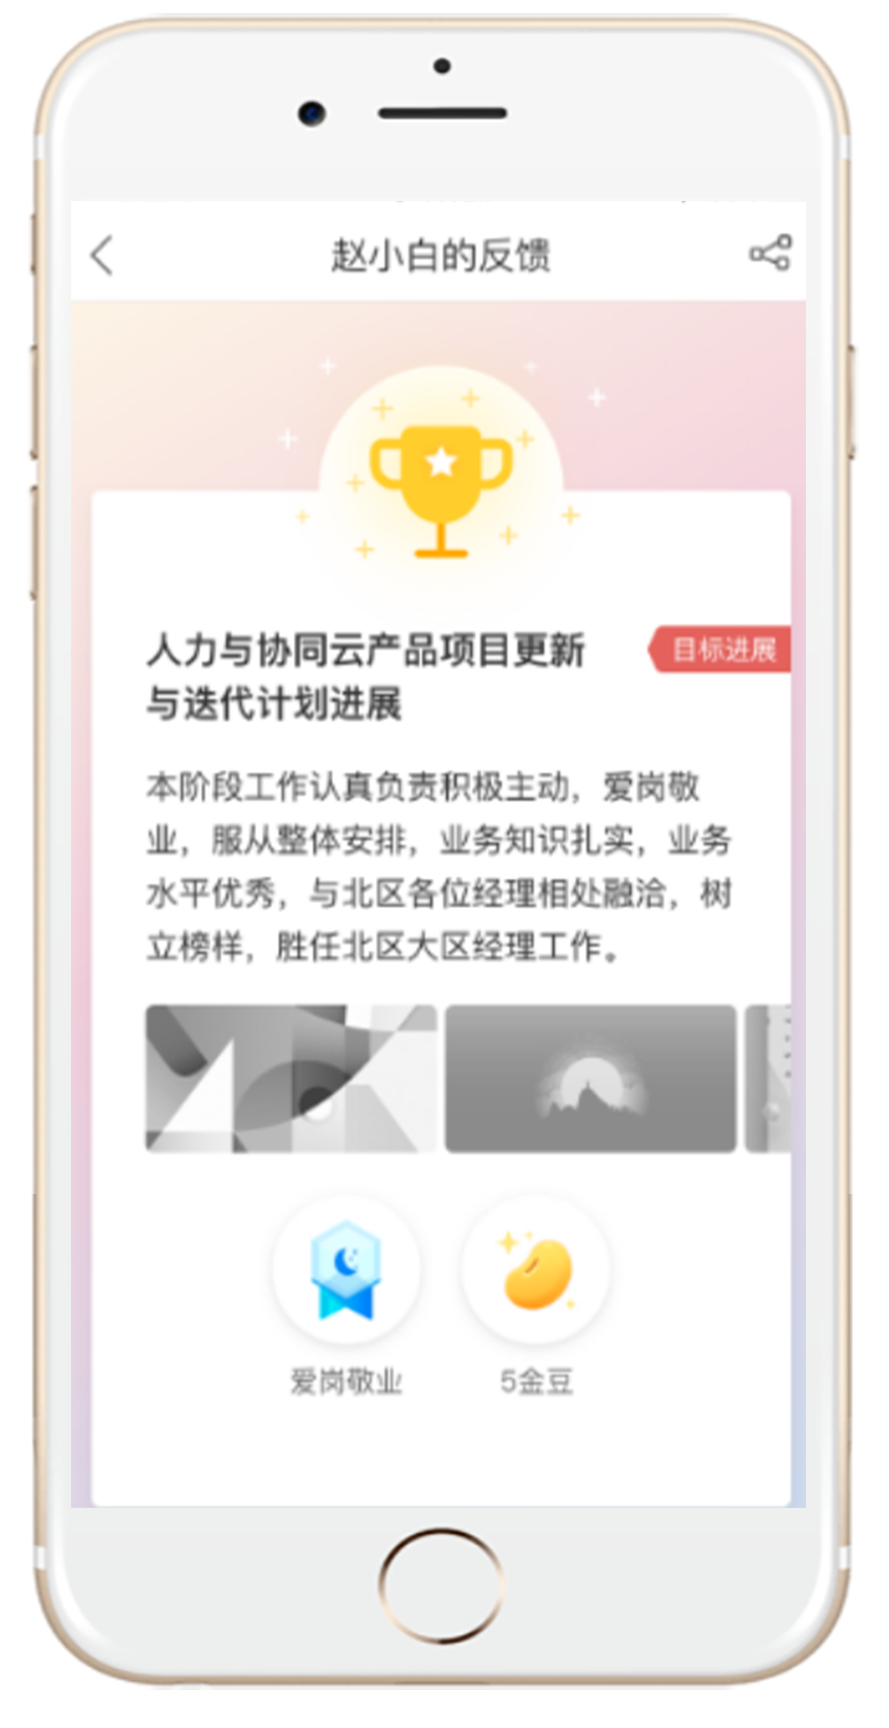 赵小白的反馈
人力与协同云产品项目更新
与迭代计划进展
目标进展
本阶段工作认真负责积极主动，爱岗敬
业，服从整体安排，业务知识扎实，业务
水平优秀，与北区各位经理相处融洽，树
立榜样，胜任北区大区经理工作。
爱岗敬业
5金豆